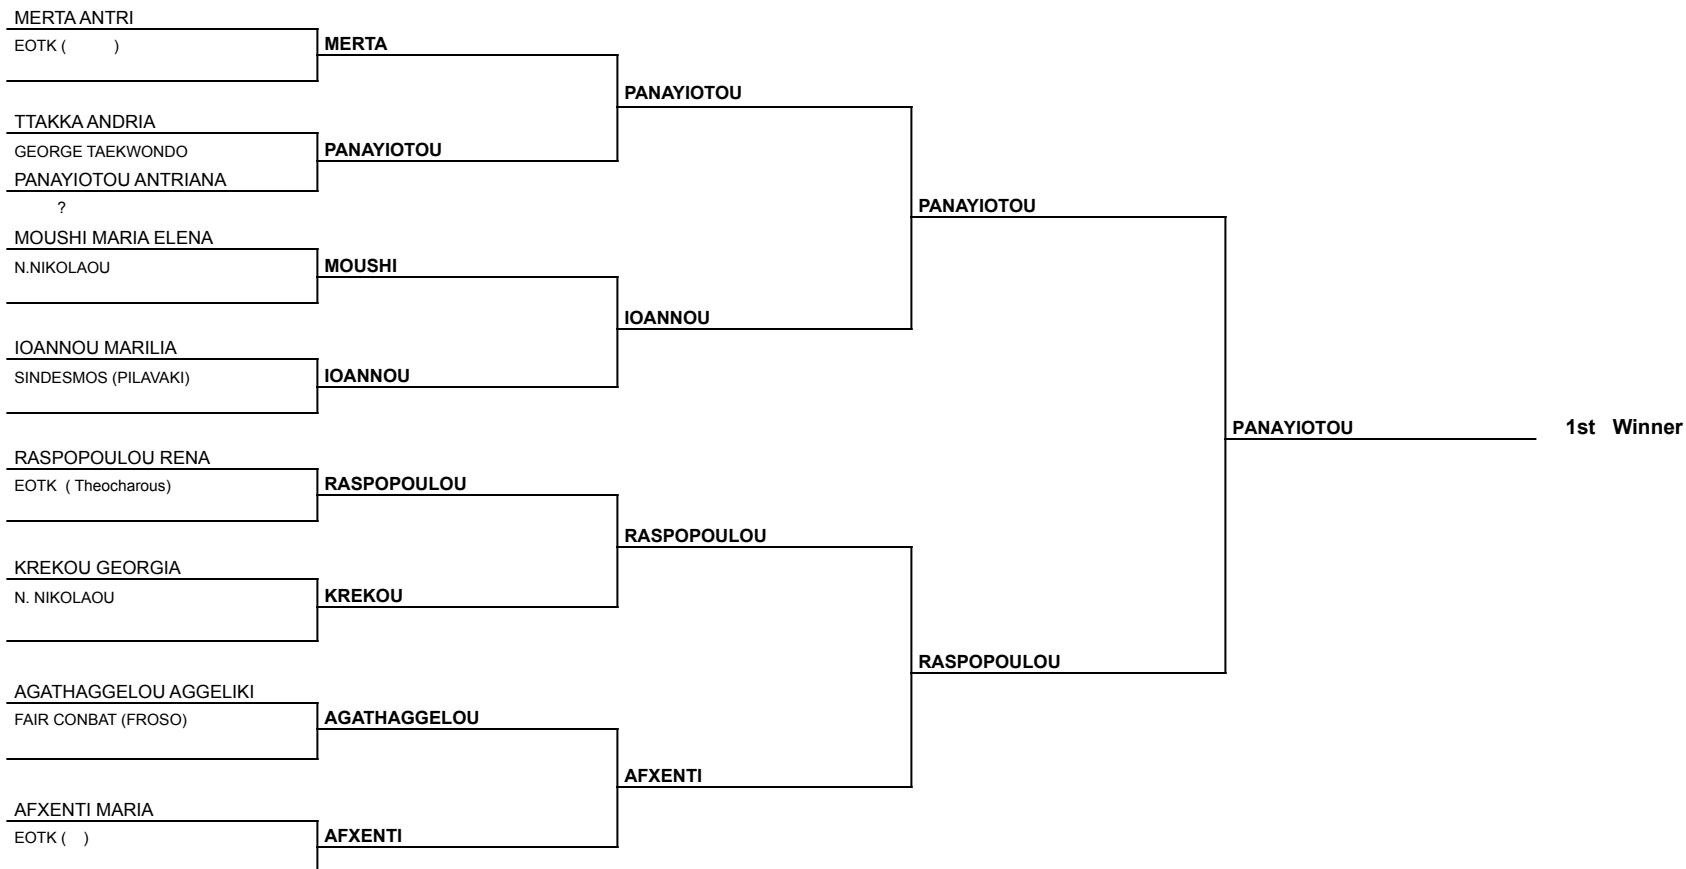 MERTA ANTRI
EOTK ( )
MERTA
PANAYIOTOU
TTAKKA ANDRIA
GEORGE TAEKWONDO
PANAYIOTOU
PANAYIOTOU ANTRIANA
?
PANAYIOTOU
MOUSHI MARIA ELENA
N.NIKOLAOU
MOUSHI
IOANNOU
IOANNOU MARILIA
SINDESMOS (PILAVAKI)
IOANNOU
PANAYIOTOU
1st Winner
RASPOPOULOU RENA
EOTK ( Theocharous)
RASPOPOULOU
RASPOPOULOU
KREKOU GEORGIA
N. NIKOLAOU
KREKOU
RASPOPOULOU
AGATHAGGELOU AGGELIKI
FAIR CONBAT (FROSO)
AGATHAGGELOU
AFXENTI
AFXENTI MARIA
EOTK ( )
AFXENTI